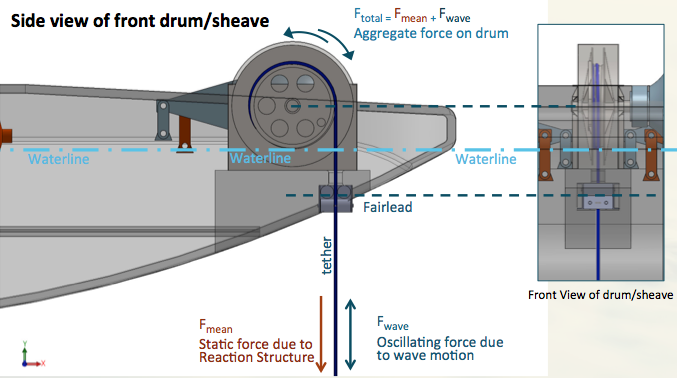 Side view of front drum/sheave
Ftotal = Fmean + Fwave
Aggregate force on drum
Waterline
Waterline
Waterline
Fairlead
tether
Front View of drum/sheave
Fmean
Static force due to
Reaction Structure
Fwave
Oscillating force due
to wave motion
Y
X